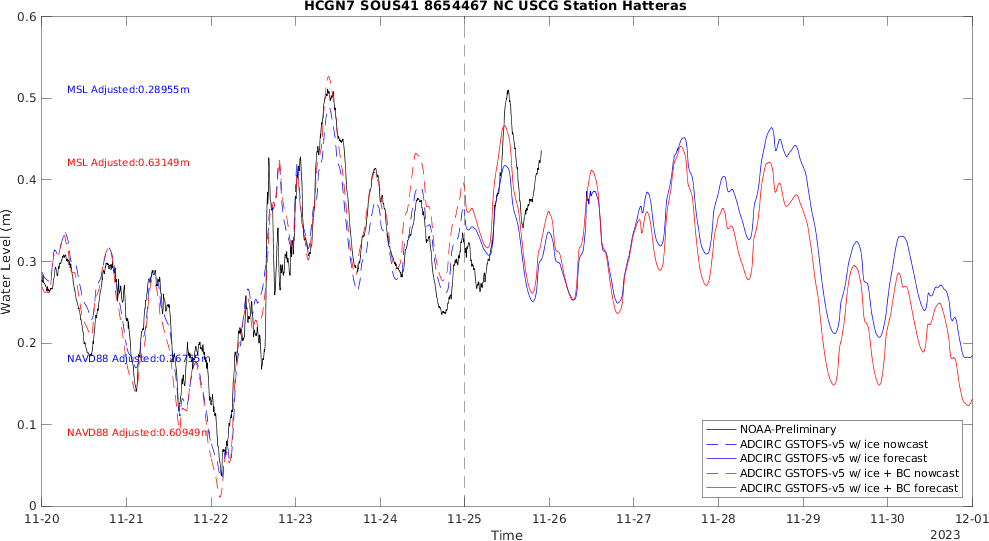 HCGN7 SOUS41 8654467 NC USCG Station Hatteras
0.6
0.5
0.4
0.3
0.2
0.1
0
Water Level (m)
MSL Adjusted:0.28955m
MSL Adjusted:0.63149m
NAVD88 Adjusted:0.26755m
NAVD88 Adjusted:0.60949m
NOAA-Preliminary
ADCIRC GSTOFS-v5 w/ ice nowcast
ADCIRC GSTOFS-v5 w/ ice forecast
ADCIRC GSTOFS-v5 w/ ice + BC nowcast
ADCIRC GSTOFS-v5 w/ ice + BC forecast
11-20 11-21 11-22 11-23 11-24 11-25 11-26 11-27 11-28 11-29 11-30 12-01
Time
2023